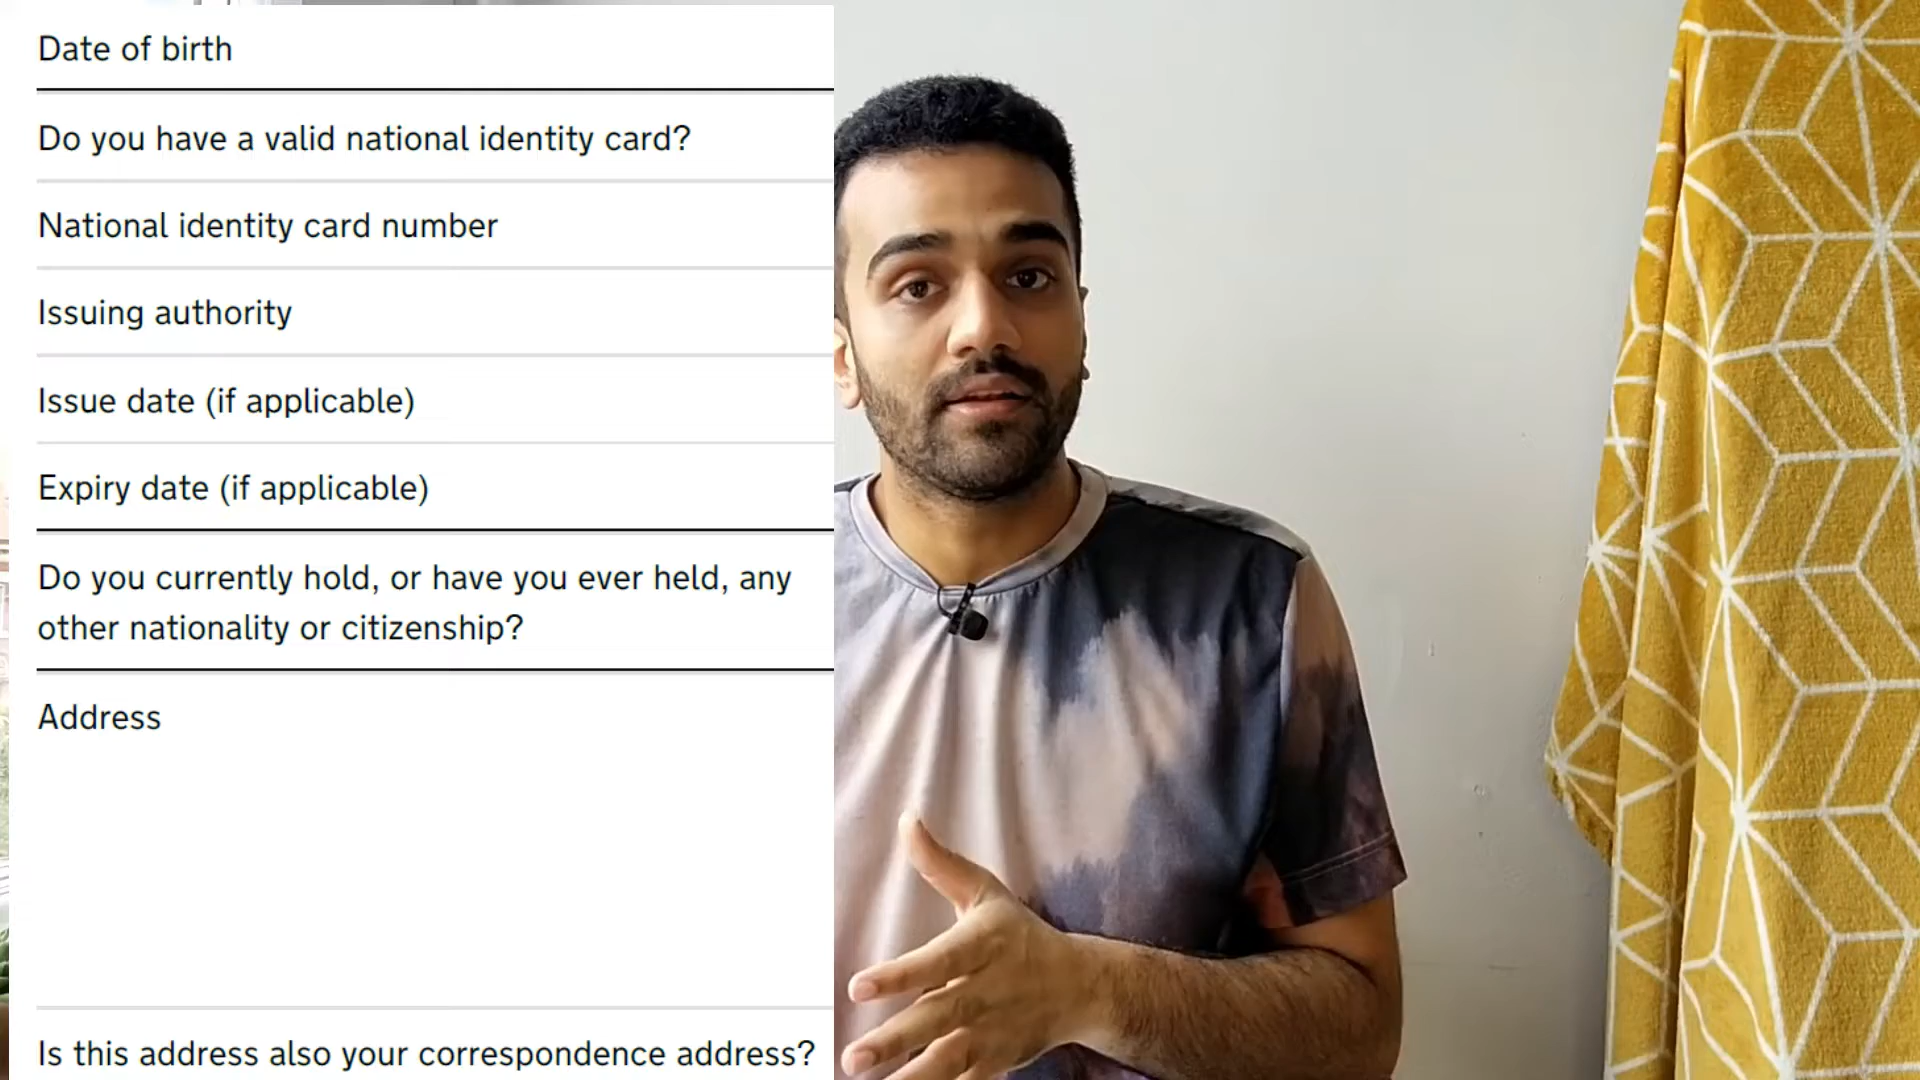 Date of birth
Do you have a valid national identity card?
National identity card number
Issuing authority
Issue date (if applicable)
Expiry date (if applicable)
Do you currently hold, or have you ever held, any
other nationality or citizenship?
Address
Is this address also your correspondence address?